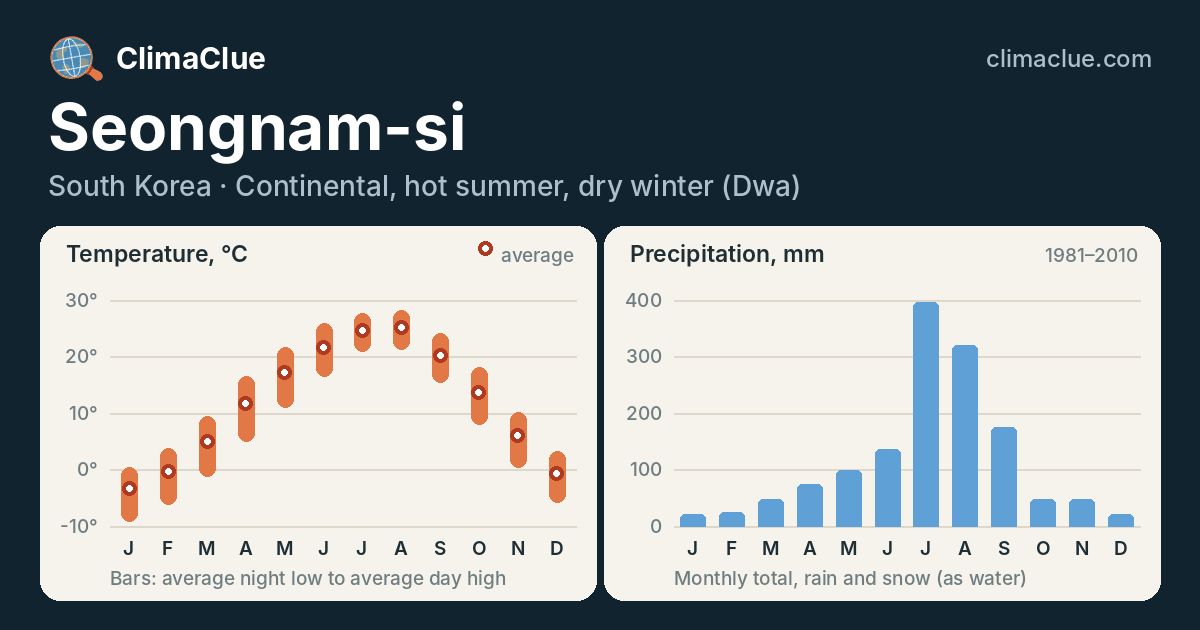 ClimaClue
climaclue.com
Seongnam-si
South Korea · Continental, hot summer, dry winter (Dwa)
Temperature, °C
average
30°
20°
10°
0°
-10°
J F M A M J J A S O N D
Bars: average night low to average day high
Precipitation, mm
1981–2010
400
300
200
100
0
J F M A M J J A S O N D
Monthly total, rain and snow (as water)